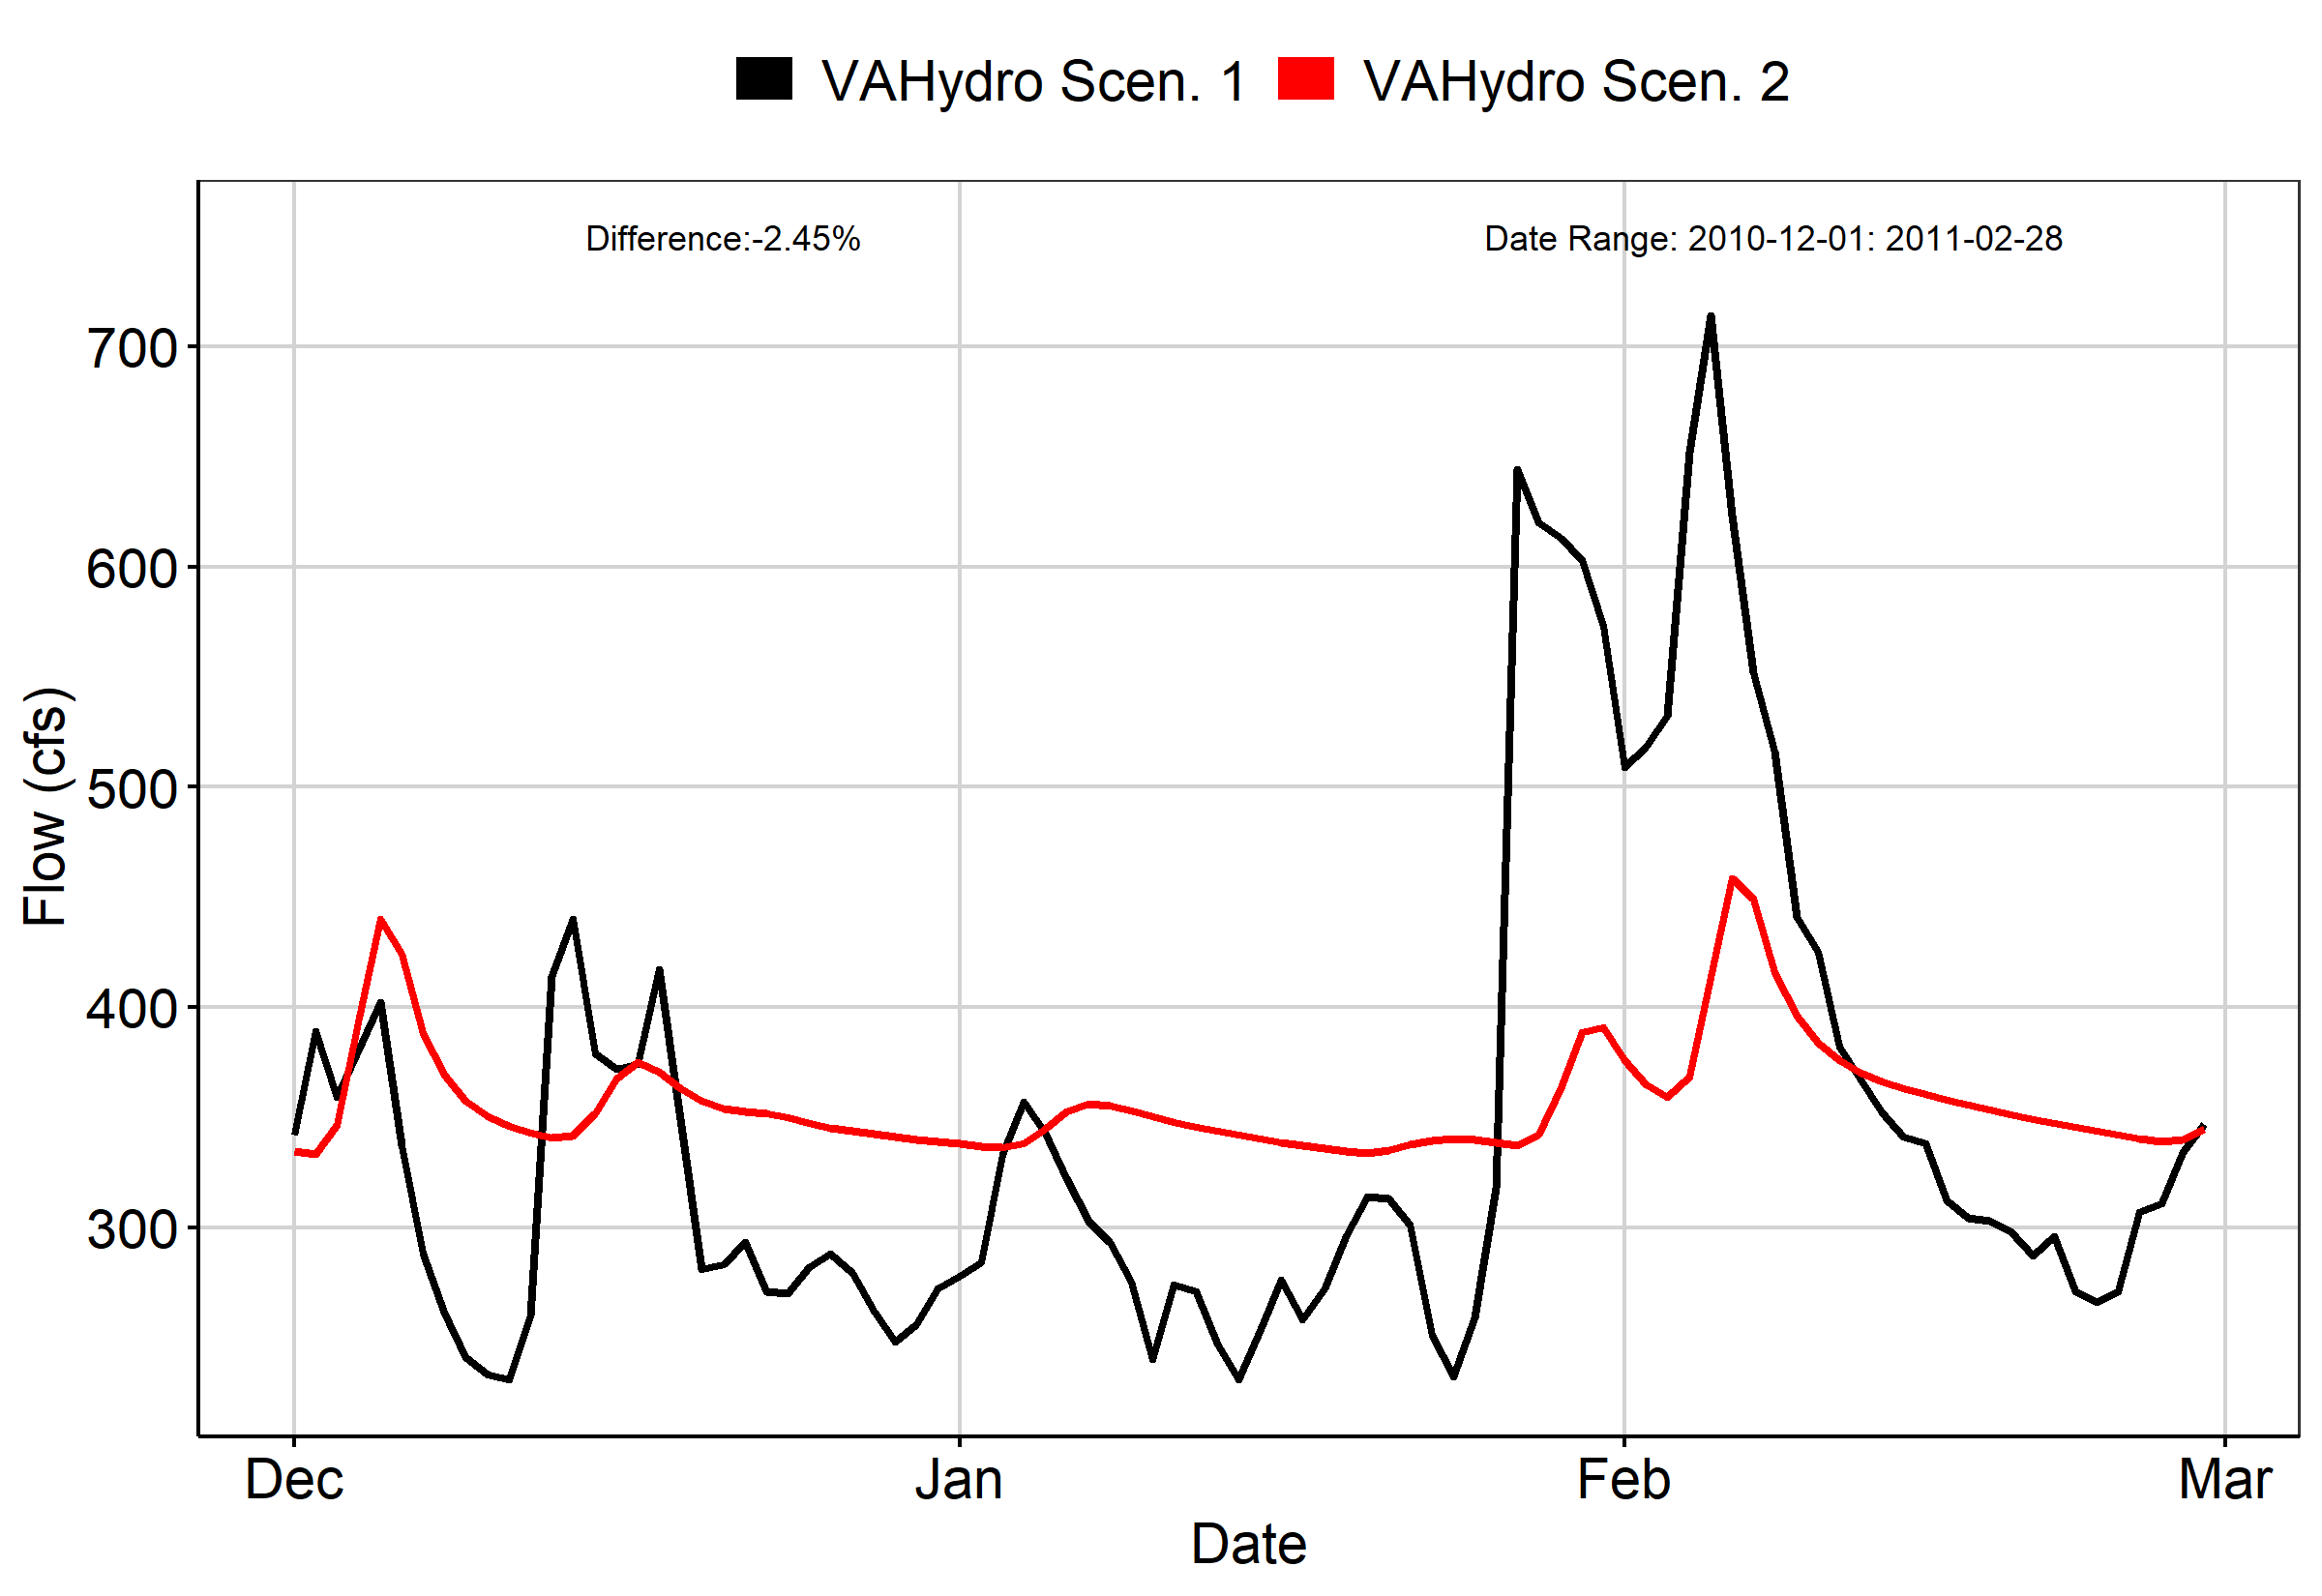 VAHydro Scen. 1 VAHydro Scen. 2
Difference:-2.45% Date Range: 2010-12-01: 2011-02-28
700
600
500
400
300
Flow (cfs)
Dec Jan Feb Mar
Date